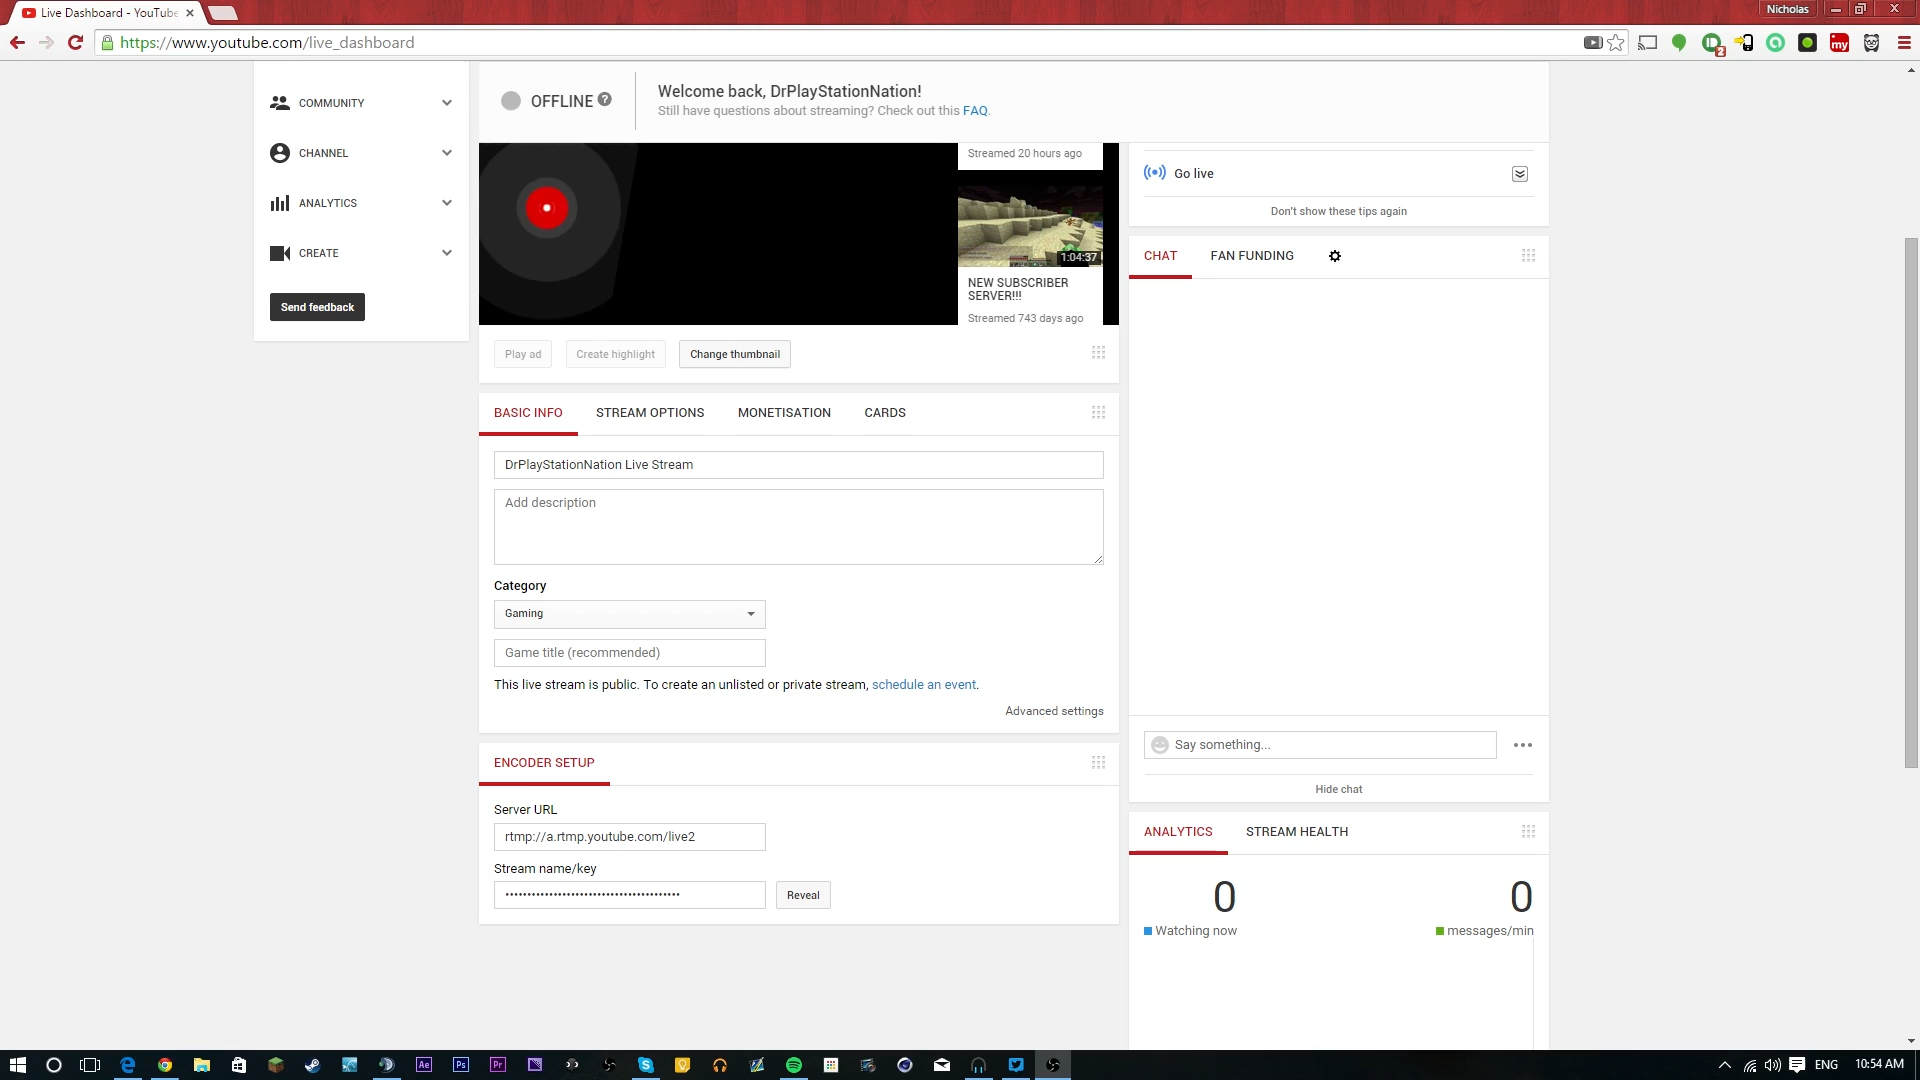 Live Dashboard - YouTube
Nicholas
https://www.youtube.com/live_dashboard
2
my
COMMUNITY
CHANNEL
ANALYTICS
CREATE
Send feedback
OFFLINE ?
Welcome back, DrPlayStationNation!
Still have questions about streaming? Check out this FAQ.
Streamed 20 hours ago
1:04:37
NEW SUBSCRIBER
SERVER!!!
Streamed 743 days ago
Play ad
Create highlight
Change thumbnail
BASIC INFO
STREAM OPTIONS
MONETISATION
CARDS
DrPlayStationNation Live Stream
Add description
Category
Gaming
Game title (recommended)
This live stream is public. To create an unlisted or private stream, schedule an event.
Advanced settings
ENCODER SETUP
Server URL
rtmp://a.rtmp.youtube.com/live2
Stream name/key
Reveal
Go live
Don't show these tips again
CHAT
FAN FUNDING
Say something...
Hide chat
ANALYTICS
STREAM HEALTH
0
Watching now
0
messages/min
Ae
Ps
Pr
ENG
10:54 AM